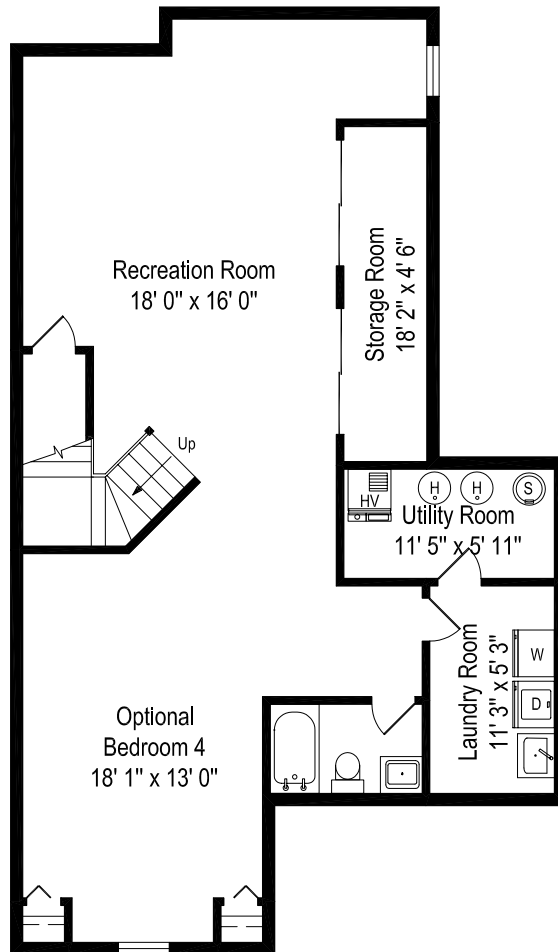 Recreation Room
18' 0" x 16' 0"
Storage Room
18' 2" x 4' 6"
Up
HV
H
H
S
Utility Room
11' 5" x 5' 11"
Laundry Room
11' 3" x 5' 3"
W
D
Optional
Bedroom 4
18' 1" x 13' 0"